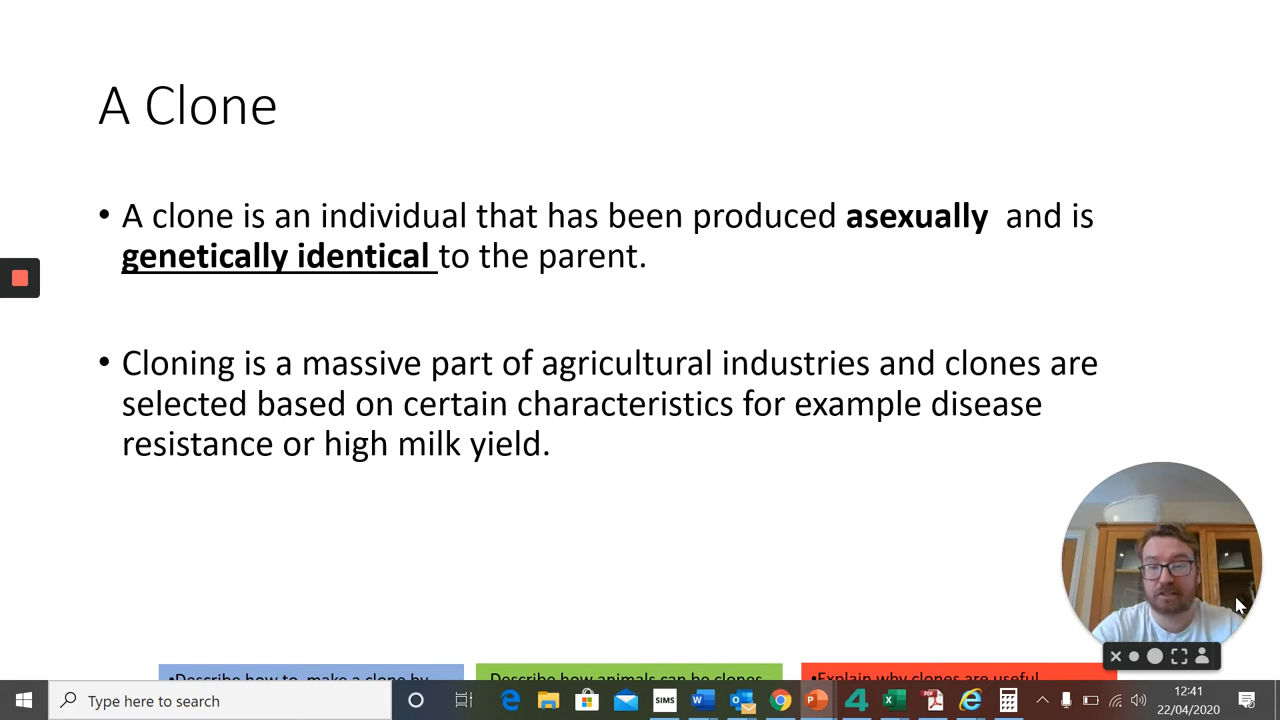 A Clone
• A clone is an individual that has been produced asexually and is
genetically identical to the parent.
• Cloning is a massive part of agricultural industries and clones are
selected based on certain characteristics for example disease
resistance or high milk yield.
•Describe how to make a clone by
Describe how animals can be clones
•Explain why clones are useful
Type here to search
SIMS
PDF
12:41
22/04/2020